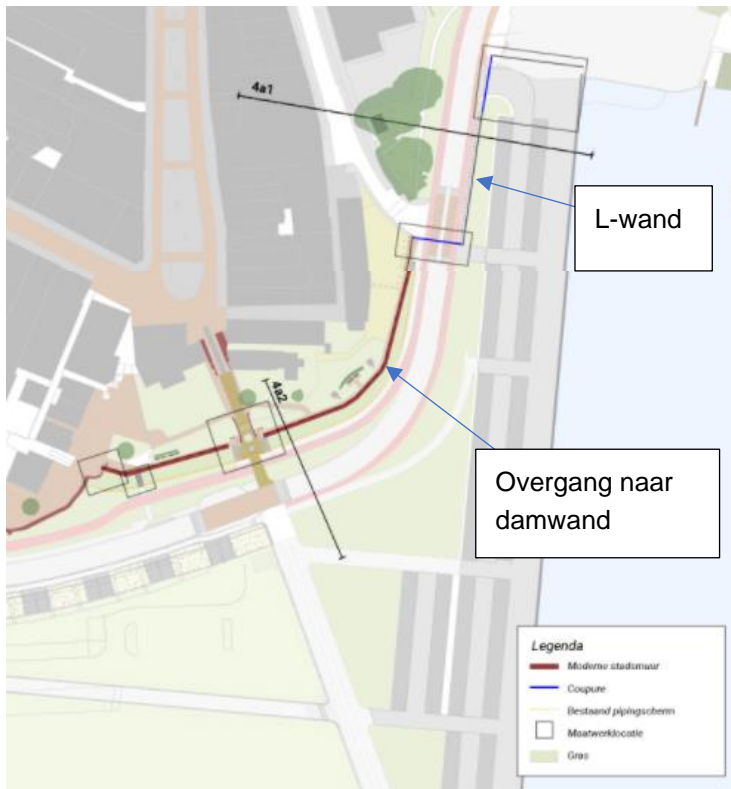 4a1
L-wand
4a2
Overgang naar
damwand
Legenda
Moderne stadsmuur
Coupure
Bestaand pipingscherm
Maatwerklocatie
Gras